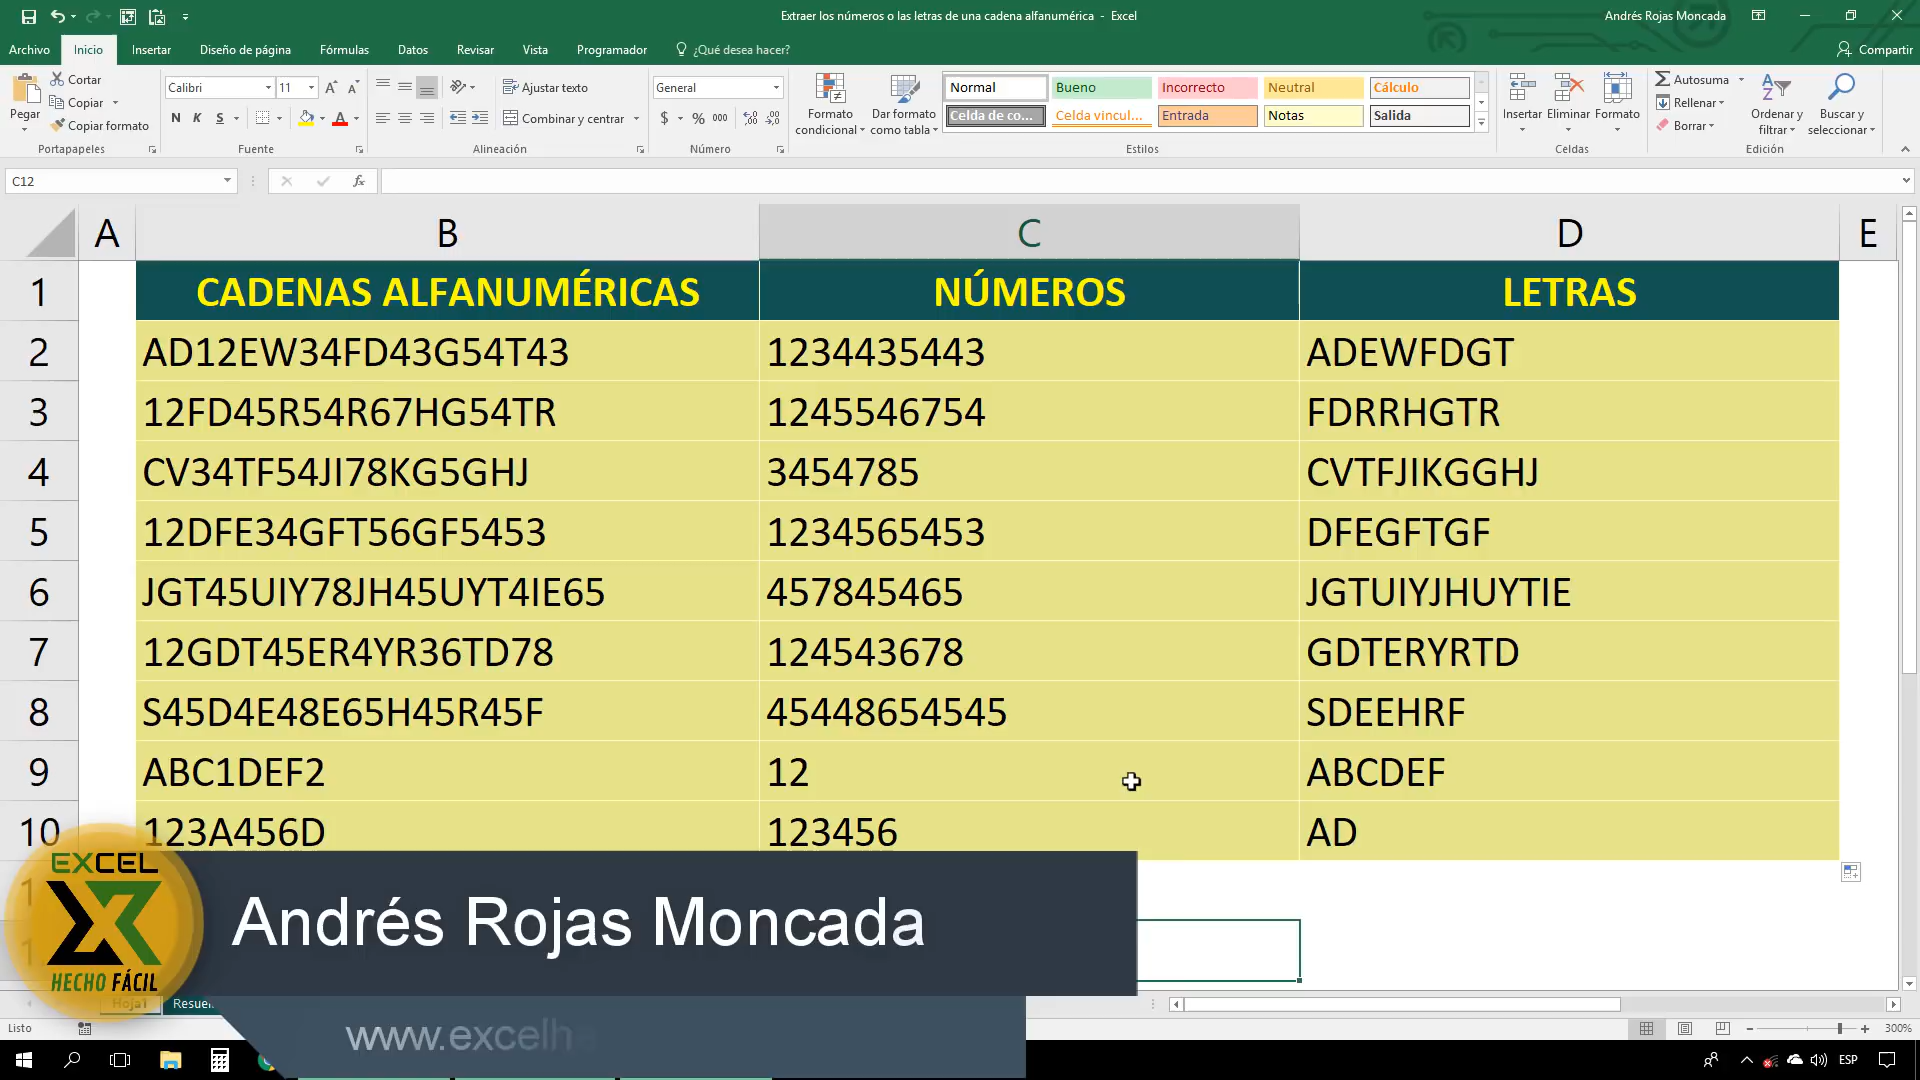 Extraer los números o las letras de una cadena alfanumérica - Excel
Andrés Rojas Moncada
Archivo Inicio Insertar Diseño de página Fórmulas Datos Revisar Vista Programador ¿Qué desea hacer? Compartir
Pegar
Cortar
Copiar
Copiar formato
Portapapeles
Calibri 11
N K S
Fuente
Ajustar texto
Combinar y centrar
Alineación
General
$ % 000
Número
Formato condicional
Dar formato como tabla
Normal Bueno Incorrecto Neutral Cálculo
Celda de co... Celda vincul... Entrada Notas Salida
Estilos
Insertar Eliminar Formato
Celdas
Autosuma
Rellenar
Borrar
Ordenar y filtrar
Buscar y seleccionar
Edición
C12 fx
A B C D E
1 CADENAS ALFANUMÉRICAS NÚMEROS LETRAS
2 AD12EW34FD43G54T43 1234435443 ADEWFDGT
3 12FD45R54R67HG54TR 1245546754 FDRRHGTR
4 CV34TF54JI78KG5GHJ 3454785 CVTFJIKGGHJ
5 12DFE34GFT56GF5453 1234565453 DFEGFTGF
6 JGT45UIY78JH45UYT4IE65 457845465 JGTUIYJHUYTIE
7 12GDT45ER4YR36TD78 124543678 GDTERYRTD
8 S45D4E48E65H45R45F 45448654545 SDEEHRF
9 ABC1DEF2 12 ABCDEF
10 123A456D 123456 AD
EXCEL
HECHO FÁCIL
Andrés Rojas Moncada
www.excelh
Hoja1 Resue
Listo
300%
ESP